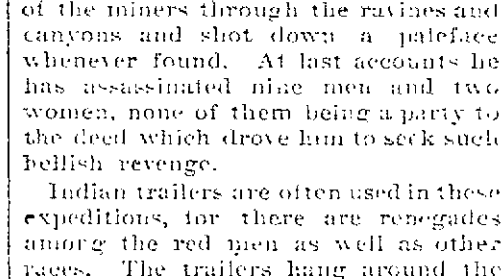 of the miners through the ravines and
canyons and shot down a paleface
whenever found. At last accounts he
has assassinated nine men and two
women, none of them being a party to
the deed which drove him to seek such
hellish revenge.
Indian trailers are often used in these
expeditions, for there are renegades
among the red men as well as other
races. The trailers hang around the